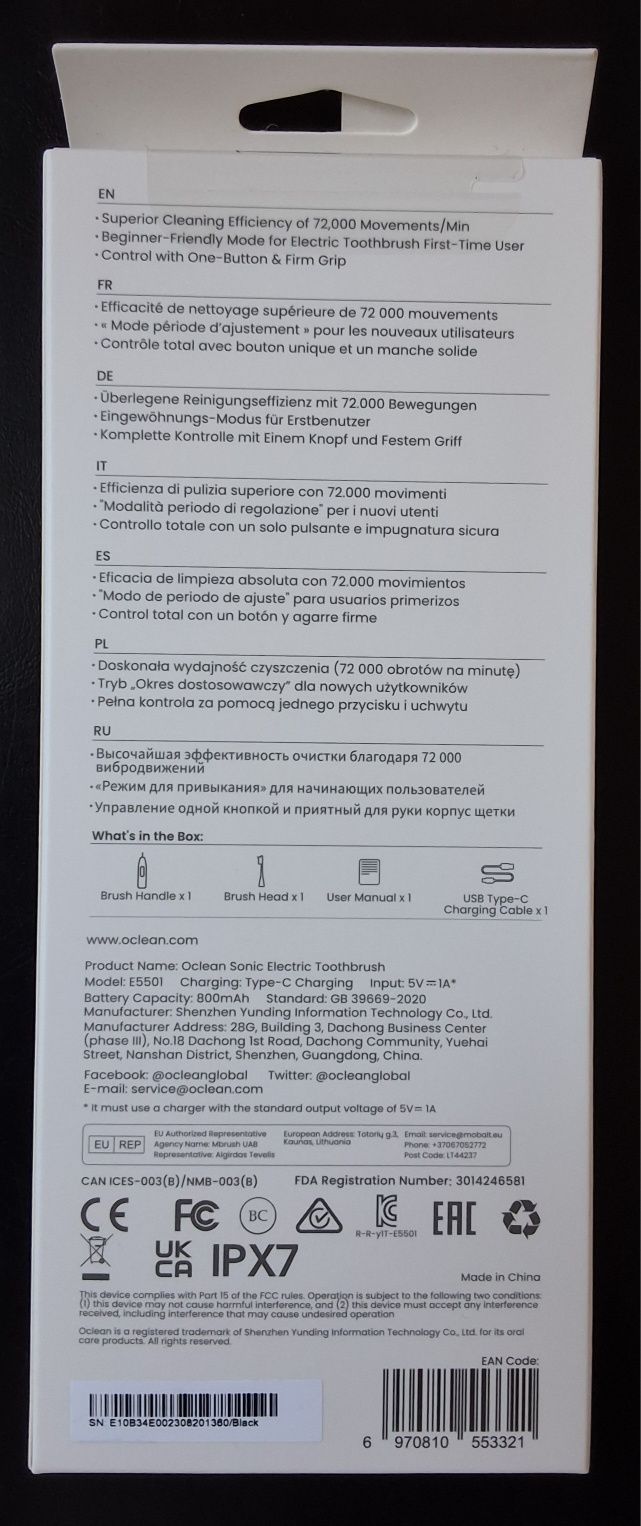 EN
• Superior Cleaning Efficiency of 72,000 Movements/Min
• Beginner-Friendly Mode for Electric Toothbrush First-Time User
• Control with One-Button & Firm Grip
FR
• Efficacité de nettoyage supérieure de 72 000 mouvements
• « Mode période d'ajustement » pour les nouveaux utilisateurs
• Contrôle total avec bouton unique et un manche solide
DE
• Überlegene Reinigungseffizienz mit 72.000 Bewegungen
• Eingewöhnungs-Modus für Erstbenutzer
• Komplette Kontrolle mit Einem Knopf und Festem Griff
IT
• Efficienza di pulizia superiore con 72.000 movimenti
• "Modalità periodo di regolazione" per i nuovi utenti
• Controllo totale con un solo pulsante e impugnatura sicura
ES
• Eficacia de limpieza absoluta con 72.000 movimientos
• "Modo de periodo de ajuste" para usuarios primerizos
• Control total con un botón y agarre firme
PL
• Doskonała wydajność czyszczenia (72 000 obrotów na minutę)
• Tryb „Okres dostosowawczy" dla nowych użytkowników
• Pełna kontrola za pomocą jednego przycisku i uchwytu
RU
• Высочайшая эффективность очистки благодаря 72 000
вибродвижений
• «Режим для привыкания» для начинающих пользователей
• Управление одной кнопкой и приятный для руки корпус щетки
What's in the Box:
Brush Handle x 1 Brush Head x 1 User Manual x 1 USB Type-C
Charging Cable x 1
www.oclean.com
Product Name: Oclean Sonic Electric Toothbrush
Model: E5501 Charging: Type-C Charging Input: 5V⎓1A*
Battery Capacity: 800mAh Standard: GB 39669-2020
Manufacturer: Shenzhen Yunding Information Technology Co., Ltd.
Manufacturer Address: 28G, Building 3, Dachong Business Center
(phase III), No.18 Dachong 1st Road, Dachong Community, Yuehai
Street, Nanshan District, Shenzhen, Guangdong, China.
Facebook: @ocleanglobal Twitter: @ocleanglobal
E-mail: service@oclean.com
* It must use a charger with the standard output voltage of 5V⎓ 1A
EU REP
EU Authorized Representative
Agency Name: Mbrush UAB
Representative: Algirdas Tevelis
European Address: Totorių g.3,
Kaunas, Lithuania
Email: service@mobalt.eu
Phone: +37067052772
Post Code: LT44237
CAN ICES-003(B)/NMB-003(B) FDA Registration Number: 3014246581
CE FC BC KC EAC
R-R-yIT-E5501
UK
CA IPX7
Made in China
This device complies with Part 15 of the FCC rules. Operation is subject to the following two conditions:
(1) this device may not cause harmful interference, and (2) this device must accept any interference
received, including interference that may cause undesired operation
Oclean is a registered trademark of Shenzhen Yunding Information Technology Co., Ltd. for its oral
care products. All rights reserved.
EAN Code:
SN E10B34E002308201360/Black
6 970810 553321